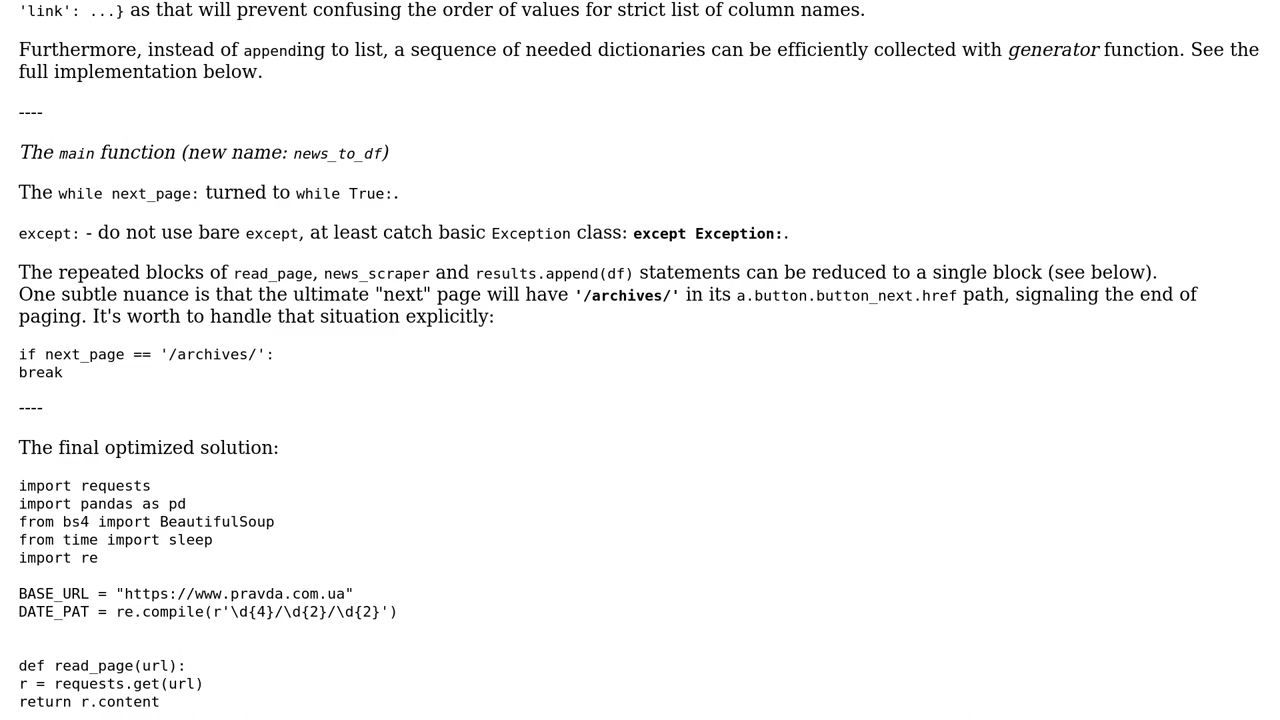 'link': ...} as that will prevent confusing the order of values for strict list of column names.
Furthermore, instead of appending to list, a sequence of needed dictionaries can be efficiently collected with generator function. See the
full implementation below.
----
The main function (new name: news_to_df)
The while next_page: turned to while True:.
except: - do not use bare except, at least catch basic Exception class: except Exception:.
The repeated blocks of read_page, news_scraper and results.append(df) statements can be reduced to a single block (see below).
One subtle nuance is that the ultimate "next" page will have '/archives/' in its a.button.button_next.href path, signaling the end of
paging. It's worth to handle that situation explicitly:
if next_page == '/archives/':
break
----
The final optimized solution:
import requests
import pandas as pd
from bs4 import BeautifulSoup
from time import sleep
import re
BASE_URL = "https://www.pravda.com.ua"
DATE_PAT = re.compile(r'\d{4}/\d{2}/\d{2}')
def read_page(url):
r = requests.get(url)
return r.content